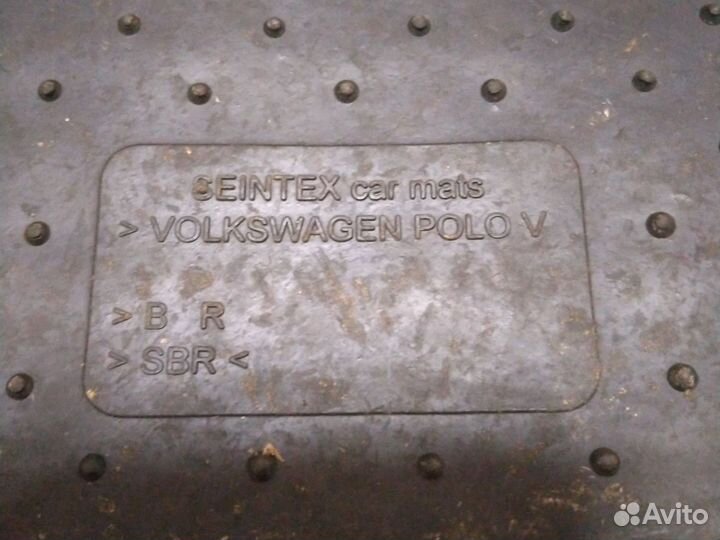 SEINTEX car mats
> VOLKSWAGEN POLO V
> B R
> SBR <
Avito